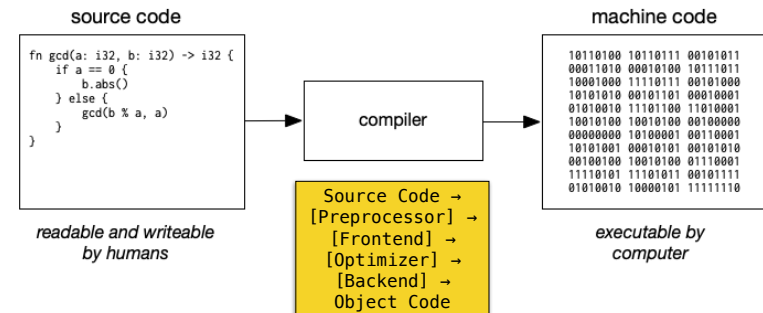 source code
fn gcd(a: i32, b: i32) -> i32 {
    if a == 0 {
        b.abs()
    } else {
        gcd(b % a, a)
    }
}
readable and writeable
by humans
compiler
Source Code →
[Preprocessor] →
[Frontend] →
[Optimizer] →
[Backend] →
Object Code
machine code
10110100 10110111 00101011
00011010 00010100 10111011
10001000 11110111 00101000
10101010 00101101 00010001
01010010 11101100 11010001
10010100 10010100 00100000
00000000 10100001 00110001
10101001 00010101 00101010
00100100 10010100 01110001
11110101 11101011 00101111
01010010 10000101 11111110
executable by
computer